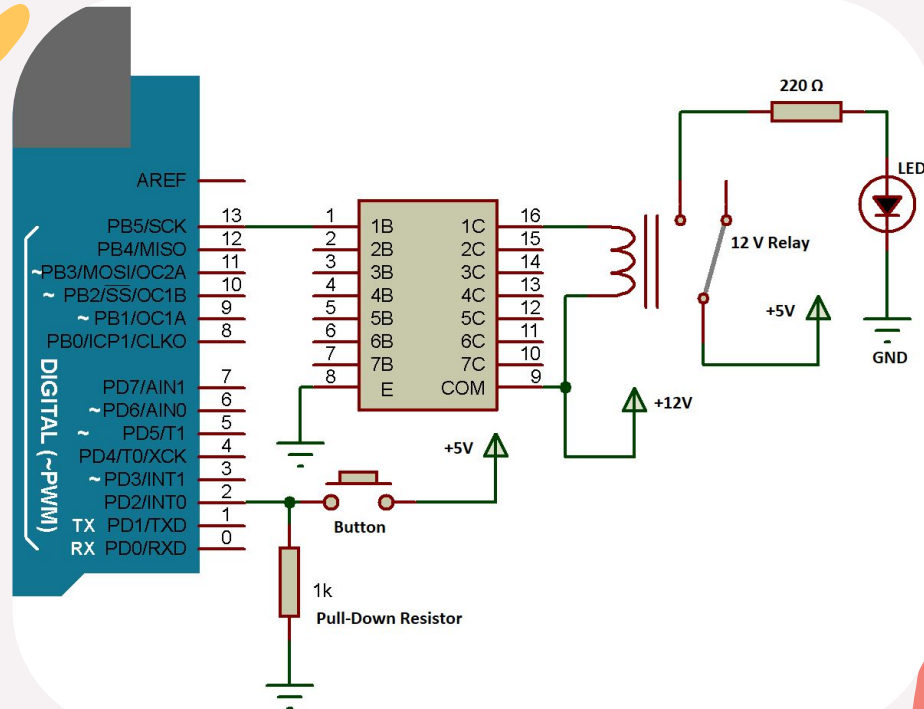 AREF
PB5/SCK 13
PB4/MISO 12
~PB3/MOSI/OC2A 11
~ PB2/SS/OC1B 10
~ PB1/OC1A 9
PB0/ICP1/CLKO 8
PD7/AIN1 7
~PD6/AIN0 6
~ PD5/T1 5
PD4/T0/XCK 4
~PD3/INT1 3
PD2/INT0 2
TX PD1/TXD 1
RX PD0/RXD 0
DIGITAL (~PWM)
1 1B 1C 16
2 2B 2C 15
3 3B 3C 14
4 4B 4C 13
5 5B 5C 12
6 6B 6C 11
7 7B 7C 10
8 E COM 9
220 Ω
LED
12 V Relay
+5V
GND
+12V
+5V
Button
1k
Pull-Down Resistor